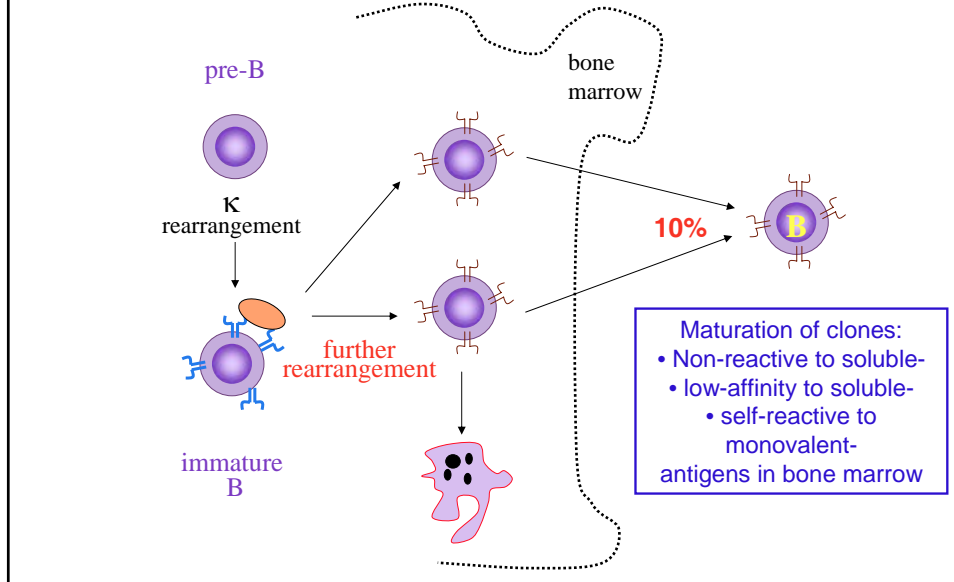 pre-B
κ
rearrangement
further
rearrangement
immature
B
bone
marrow
10%
B
Maturation of clones:
• Non-reactive to soluble-
• low-affinity to soluble-
• self-reactive to
monovalent-
antigens in bone marrow